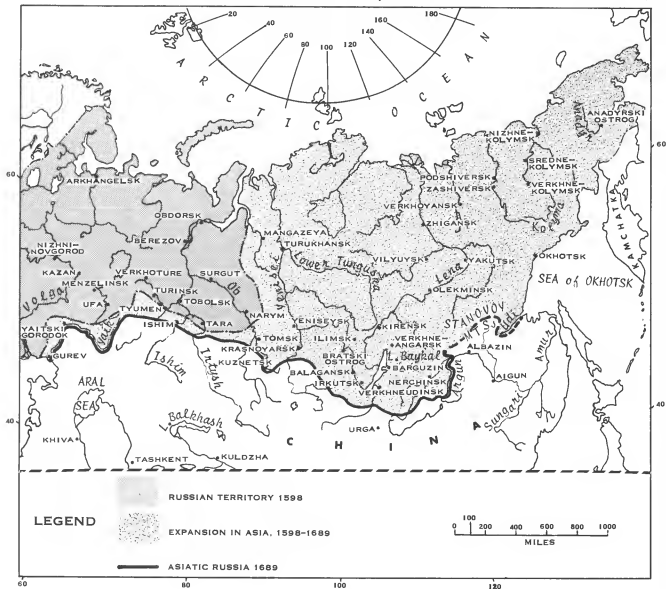 20
40
60
80
100
120
140
160
180
ARCTIC OCEAN
ANADYRSKI
OSTROG
Anadyr
NIZHNE-
KOLYMSK
60
60
SREDNE-
KOLYMSK
PODSHIVERSK
ZASHIVERSK
VERKHNE-
KOLYMSK
ARKHANGELSK
VERKHOYANSK
KAMCHATKA
OBDORSK
ZHIGANSK
Kolyma
MANGAZEYA
BEREZOV
TURUKHANSK
NIZHNI-
NOVGOROD
OKHOTSK
Lower Tunguska
VILYUYSK
YAKUTSK
KAZAN
VERKHOTURE
SURGUT
Yenisey
Lena
SEA of OKHOTSK
MENZELINSK
TURINSK
Ob
OLEKMINSK
Volga
UFA
TOBOLSK
TYUMEN
NARYM
YENISEYSK
STANOVOY
MTS
YAITSKI
GORODOK
Yaik
ISHIM
TARA
TOMSK
ILIMSK
KIRENSK
VERKHNE-
ANGARSK
ALBAZIN
KRASNOYARSK
BRATSKI
OSTROG
L. Baykal
GUREV
KUZNETSK
BARGUZIN
Ishim
Irtysh
BALAGANSK
AIGUN
Amur
NERCHINSK
ARAL
SEA
IRKUTSK
VERKHNEUDINSK
Argun
Sungari
40
40
Balkhash
URGA
CHINA
KHIVA
TASHKENT
KULDZHA
RUSSIAN TERRITORY 1598
LEGEND
EXPANSION IN ASIA, 1598-1689
0 100 200 400 600 800 1000
MILES
ASIATIC RUSSIA 1689
60
80
100
120